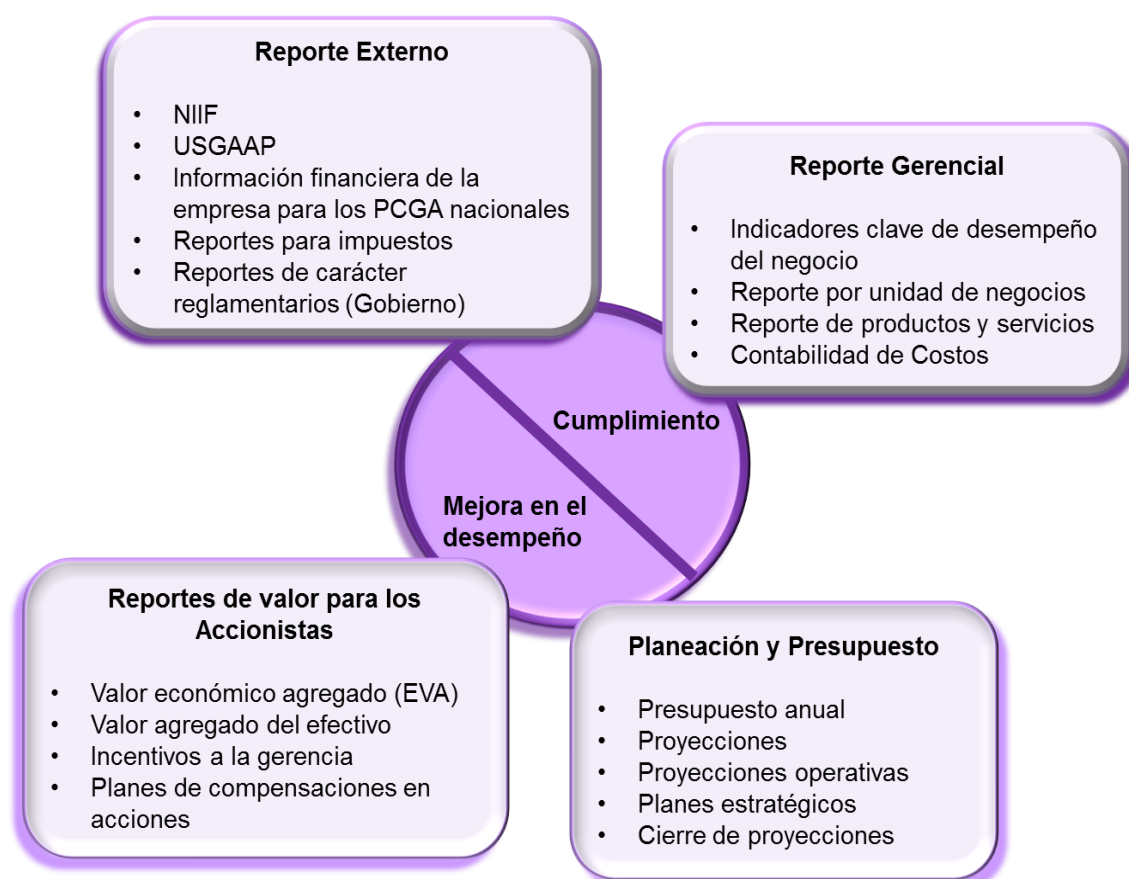 Reporte Externo
• NIIF
• USGAAP
• Información financiera de la
empresa para los PCGA nacionales
• Reportes para impuestos
• Reportes de carácter
reglamentarios (Gobierno)
Reporte Gerencial
• Indicadores clave de desempeño
del negocio
• Reporte por unidad de negocios
• Reporte de productos y servicios
• Contabilidad de Costos
Cumplimiento
Mejora en el
desempeño
Reportes de valor para los
Accionistas
• Valor económico agregado (EVA)
• Valor agregado del efectivo
• Incentivos a la gerencia
• Planes de compensaciones en
acciones
Planeación y Presupuesto
• Presupuesto anual
• Proyecciones
• Proyecciones operativas
• Planes estratégicos
• Cierre de proyecciones